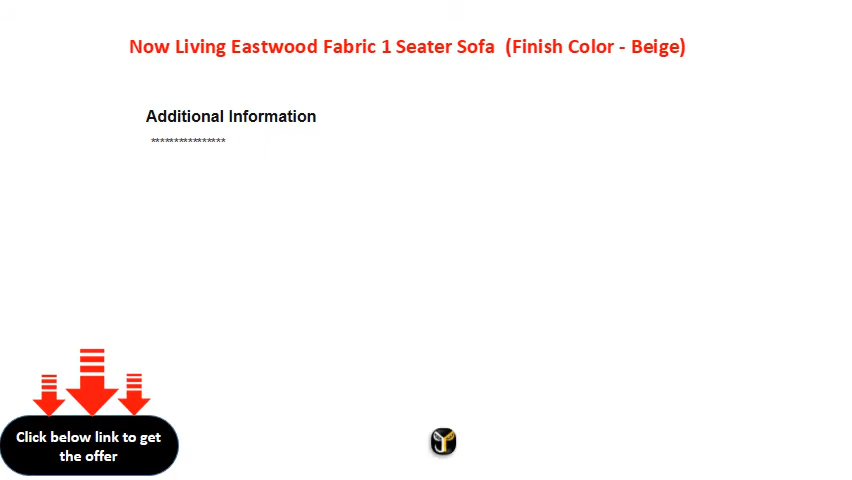 Now Living Eastwood Fabric 1 Seater Sofa (Finish Color - Beige)
Additional Information
****************
Click below link to get
the offer